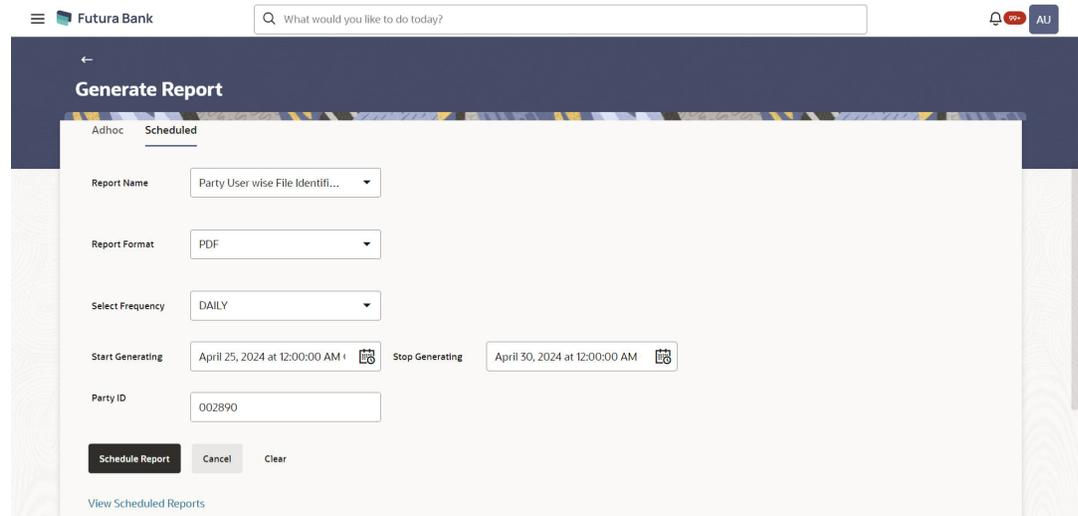 Futura Bank
What would you like to do today?
99+
AU
Generate Report
Adhoc Scheduled
Report Name Party User wise File Identifi...
Report Format PDF
Select Frequency DAILY
Start Generating April 25, 2024 at 12:00:00 AM Stop Generating April 30, 2024 at 12:00:00 AM
Party ID
002890
Schedule Report Cancel Clear
View Scheduled Reports